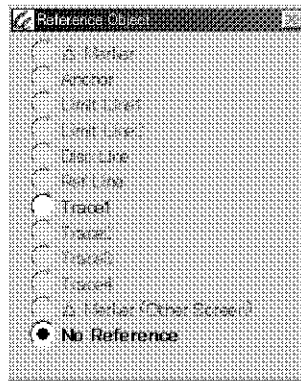 Reference Object
Δ Marker
Anchor
Limit Line1
Limit Line2
Disp Line
Ref Line
Trace1
Trace2
Trace3
Trace4
Δ Marker (Other Screen)
No Reference